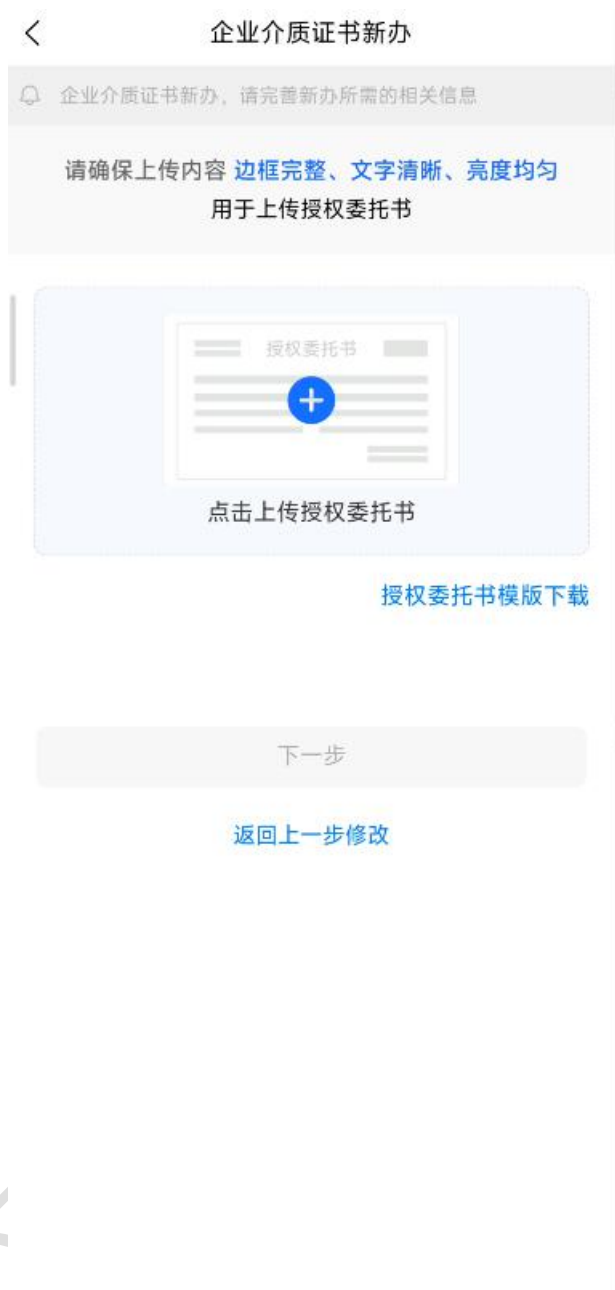 企业介质证书新办
企业介质证书新办，请完善新办所需的相关信息
请确保上传内容 边框完整、文字清晰、亮度均匀
用于上传授权委托书
授权委托书
点击上传授权委托书
授权委托书模版下载
下一步
返回上一步修改